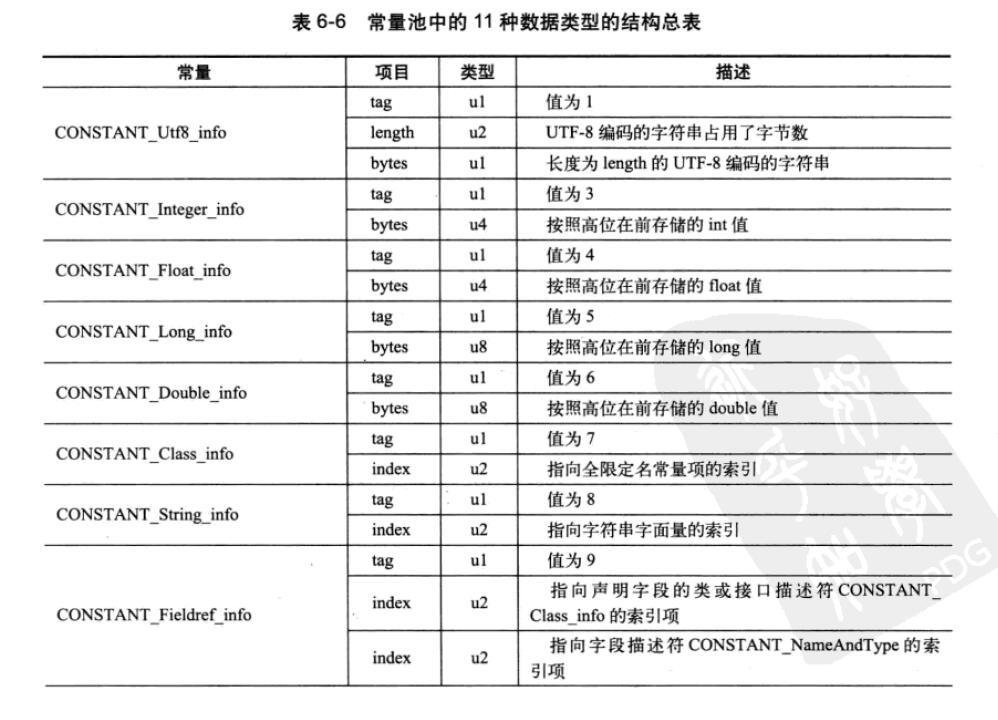 表 6-6 常量池中的 11 种数据类型的结构总表
常量 项目 类型 描述
CONSTANT_Utf8_info tag u1 值为 1
length u2 UTF-8 编码的字符串占用了字节数
bytes u1 长度为 length 的 UTF-8 编码的字符串
CONSTANT_Integer_info tag u1 值为 3
bytes u4 按照高位在前存储的 int 值
CONSTANT_Float_info tag u1 值为 4
bytes u4 按照高位在前存储的 float 值
CONSTANT_Long_info tag u1 值为 5
bytes u8 按照高位在前存储的 long 值
CONSTANT_Double_info tag u1 值为 6
bytes u8 按照高位在前存储的 double 值
CONSTANT_Class_info tag u1 值为 7
index u2 指向全限定名常量项的索引
CONSTANT_String_info tag u1 值为 8
index u2 指向字符串字面量的索引
CONSTANT_Fieldref_info tag u1 值为 9
index u2 指向声明字段的类或接口描述符 CONSTANT_
Class_info 的索引项
index u2 指向字段描述符 CONSTANT_NameAndType 的索
引项
PDG